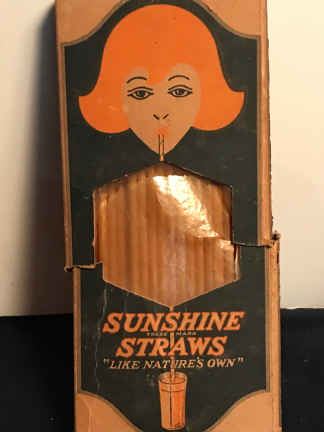 SUNSHINE
TRADE MARK
STRAWS
"LIKE NATURE'S OWN"